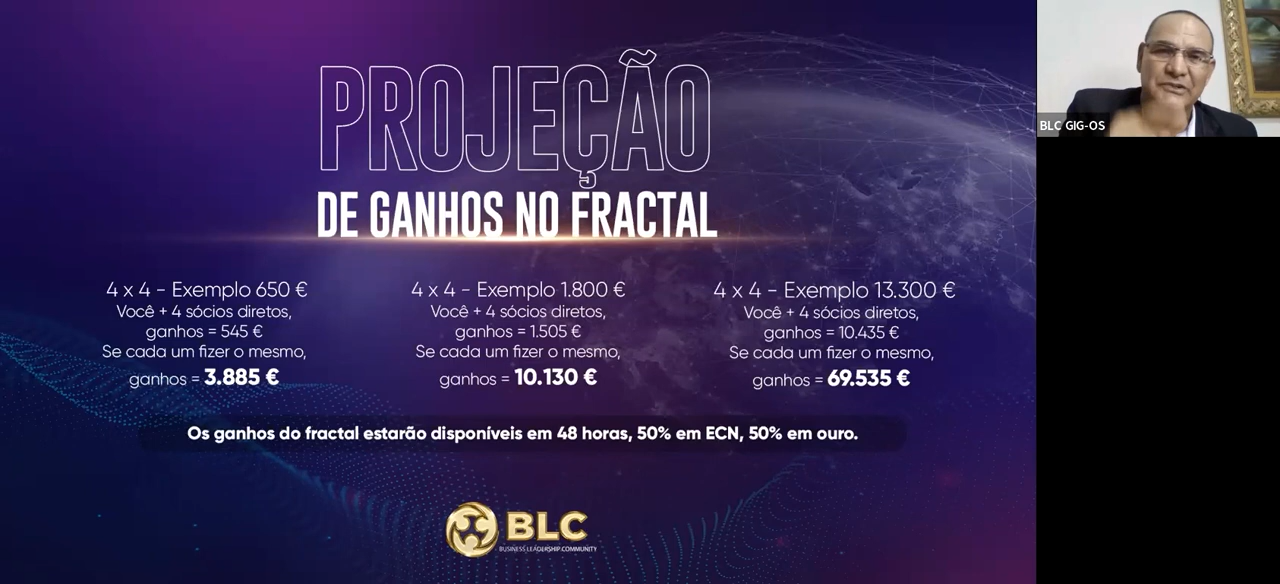 PROJEÇÃO
DE GANHOS NO FRACTAL
4 x 4 - Exemplo 650 €
Você + 4 sócios diretos,
ganhos = 545 €
Se cada um fizer o mesmo,
ganhos = 3.885 €
4 x 4 - Exemplo 1.800 €
Você + 4 sócios diretos,
ganhos = 1.505 €
Se cada um fizer o mesmo,
ganhos = 10.130 €
4 x 4 - Exemplo 13.300 €
Você + 4 sócios diretos,
ganhos = 10.435 €
Se cada um fizer o mesmo,
ganhos = 69.535 €
Os ganhos do fractal estarão disponíveis em 48 horas, 50% em ECN, 50% em ouro.
BLC
BUSINESS LEADERSHIP COMMUNITY
BLC GIG-OS